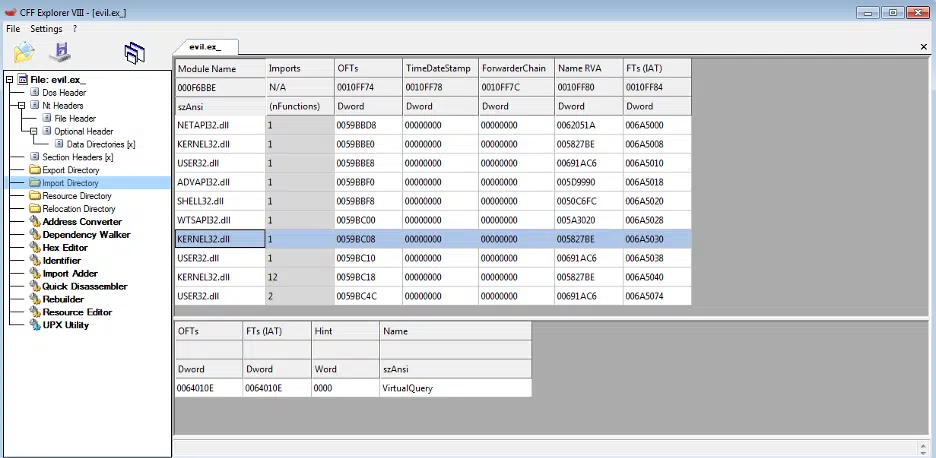 CFF Explorer VIII - [evil.ex_]
File Settings ?
evil.ex_
File: evil.ex_
Dos Header
Nt Headers
File Header
Optional Header
Data Directories [x]
Section Headers [x]
Export Directory
Import Directory
Resource Directory
Relocation Directory
Address Converter
Dependency Walker
Hex Editor
Identifier
Import Adder
Quick Disassembler
Rebuilder
Resource Editor
UPX Utility
Module Name Imports OFTs TimeDateStamp ForwarderChain Name RVA FTs (IAT)
000F6BBE N/A 0010FF74 0010FF78 0010FF7C 0010FF80 0010FF84
szAnsi (nFunctions) Dword Dword Dword Dword Dword
NETAPI32.dll 1 0059BBD8 00000000 00000000 0062051A 006A5000
KERNEL32.dll 1 0059BBE0 00000000 00000000 005827BE 006A5008
USER32.dll 1 0059BBE8 00000000 00000000 00691AC6 006A5010
ADVAPI32.dll 1 0059BBF0 00000000 00000000 005D9990 006A5018
SHELL32.dll 1 0059BBF8 00000000 00000000 0050C6FC 006A5020
WTSAPI32.dll 1 0059BC00 00000000 00000000 005A3020 006A5028
KERNEL32.dll 1 0059BC08 00000000 00000000 005827BE 006A5030
USER32.dll 1 0059BC10 00000000 00000000 00691AC6 006A5038
KERNEL32.dll 12 0059BC18 00000000 00000000 005827BE 006A5040
USER32.dll 2 0059BC4C 00000000 00000000 00691AC6 006A5074
OFTs FTs (IAT) Hint Name
Dword Dword Word szAnsi
0064010E 0064010E 0000 VirtualQuery